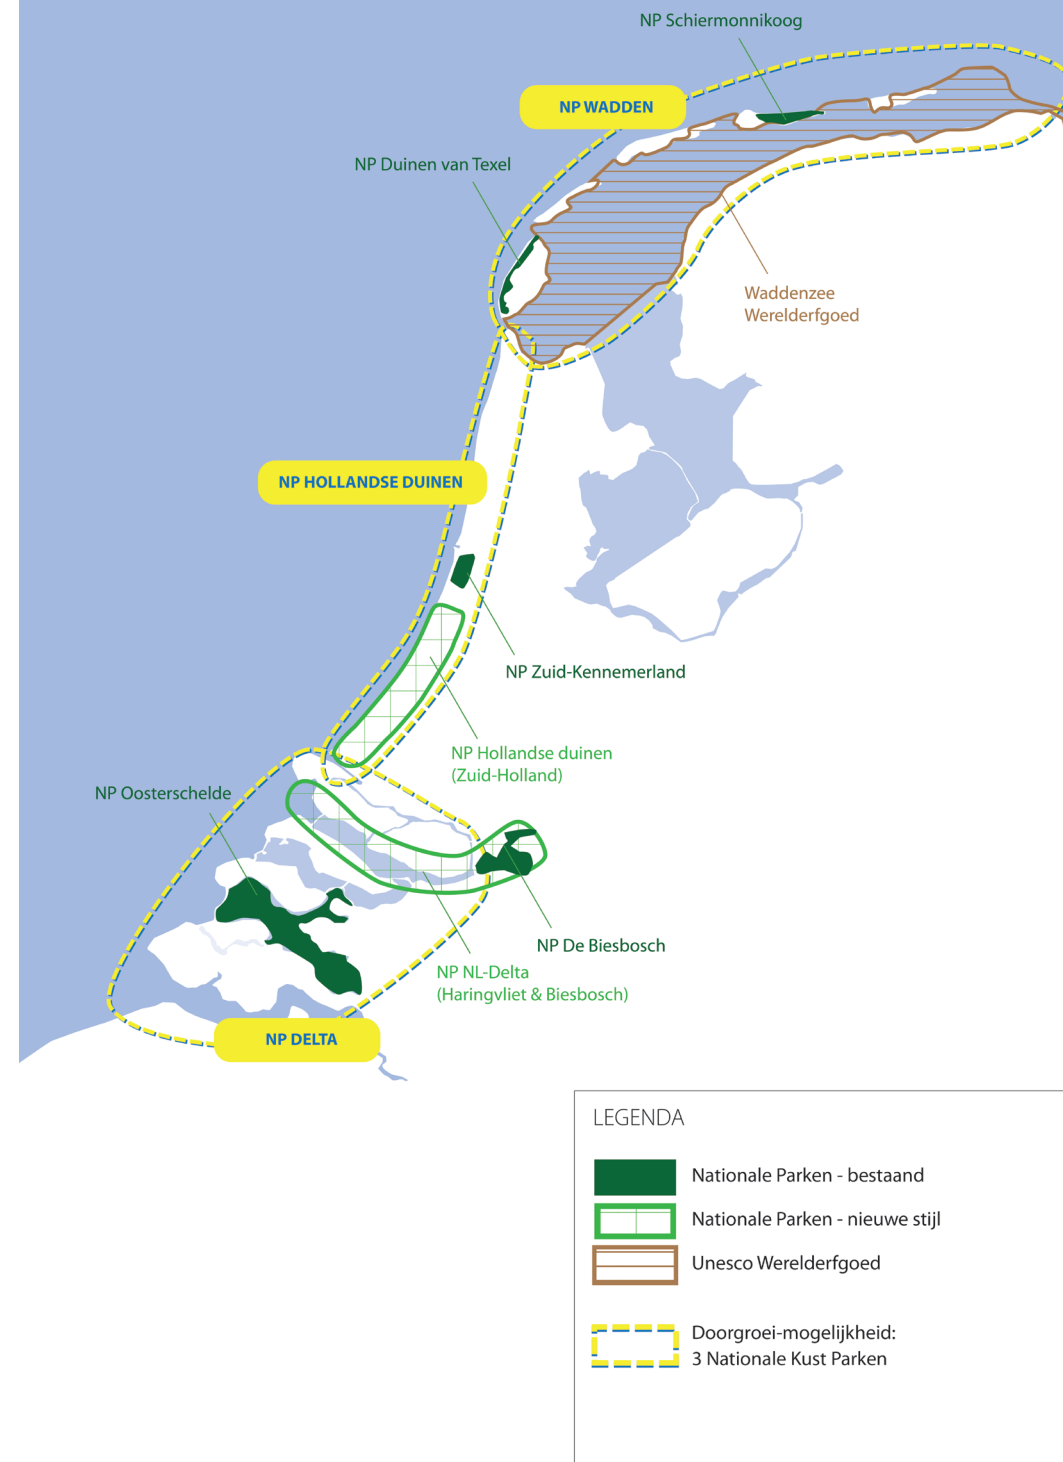 NP Schiermonnikoog
NP WADDEN
NP Duinen van Texel
Waddenzee
Werelderfgoed
NP HOLLANDSE DUINEN
NP Zuid-Kennemerland
NP Hollandse duinen
(Zuid-Holland)
NP Oosterschelde
NP De Biesbosch
NP NL-Delta
(Haringvliet & Biesbosch)
NP DELTA
LEGENDA
Nationale Parken - bestaand
Nationale Parken - nieuwe stijl
Unesco Werelderfgoed
Doorgroei-mogelijkheid:
3 Nationale Kust Parken